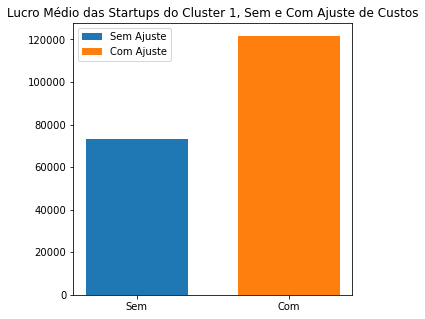 Lucro Médio das Startups do Cluster 1, Sem e Com Ajuste de Custos
Sem Ajuste
Com Ajuste
120000
100000
80000
60000
40000
20000
0
Sem
Com